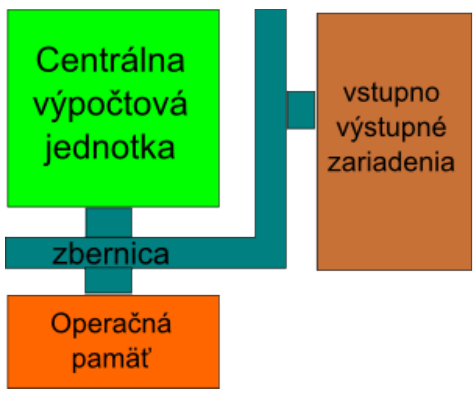 Centrálna
výpočtová
jednotka
vstupno
výstupné
zariadenia
zbernica
Operačná
pamäť